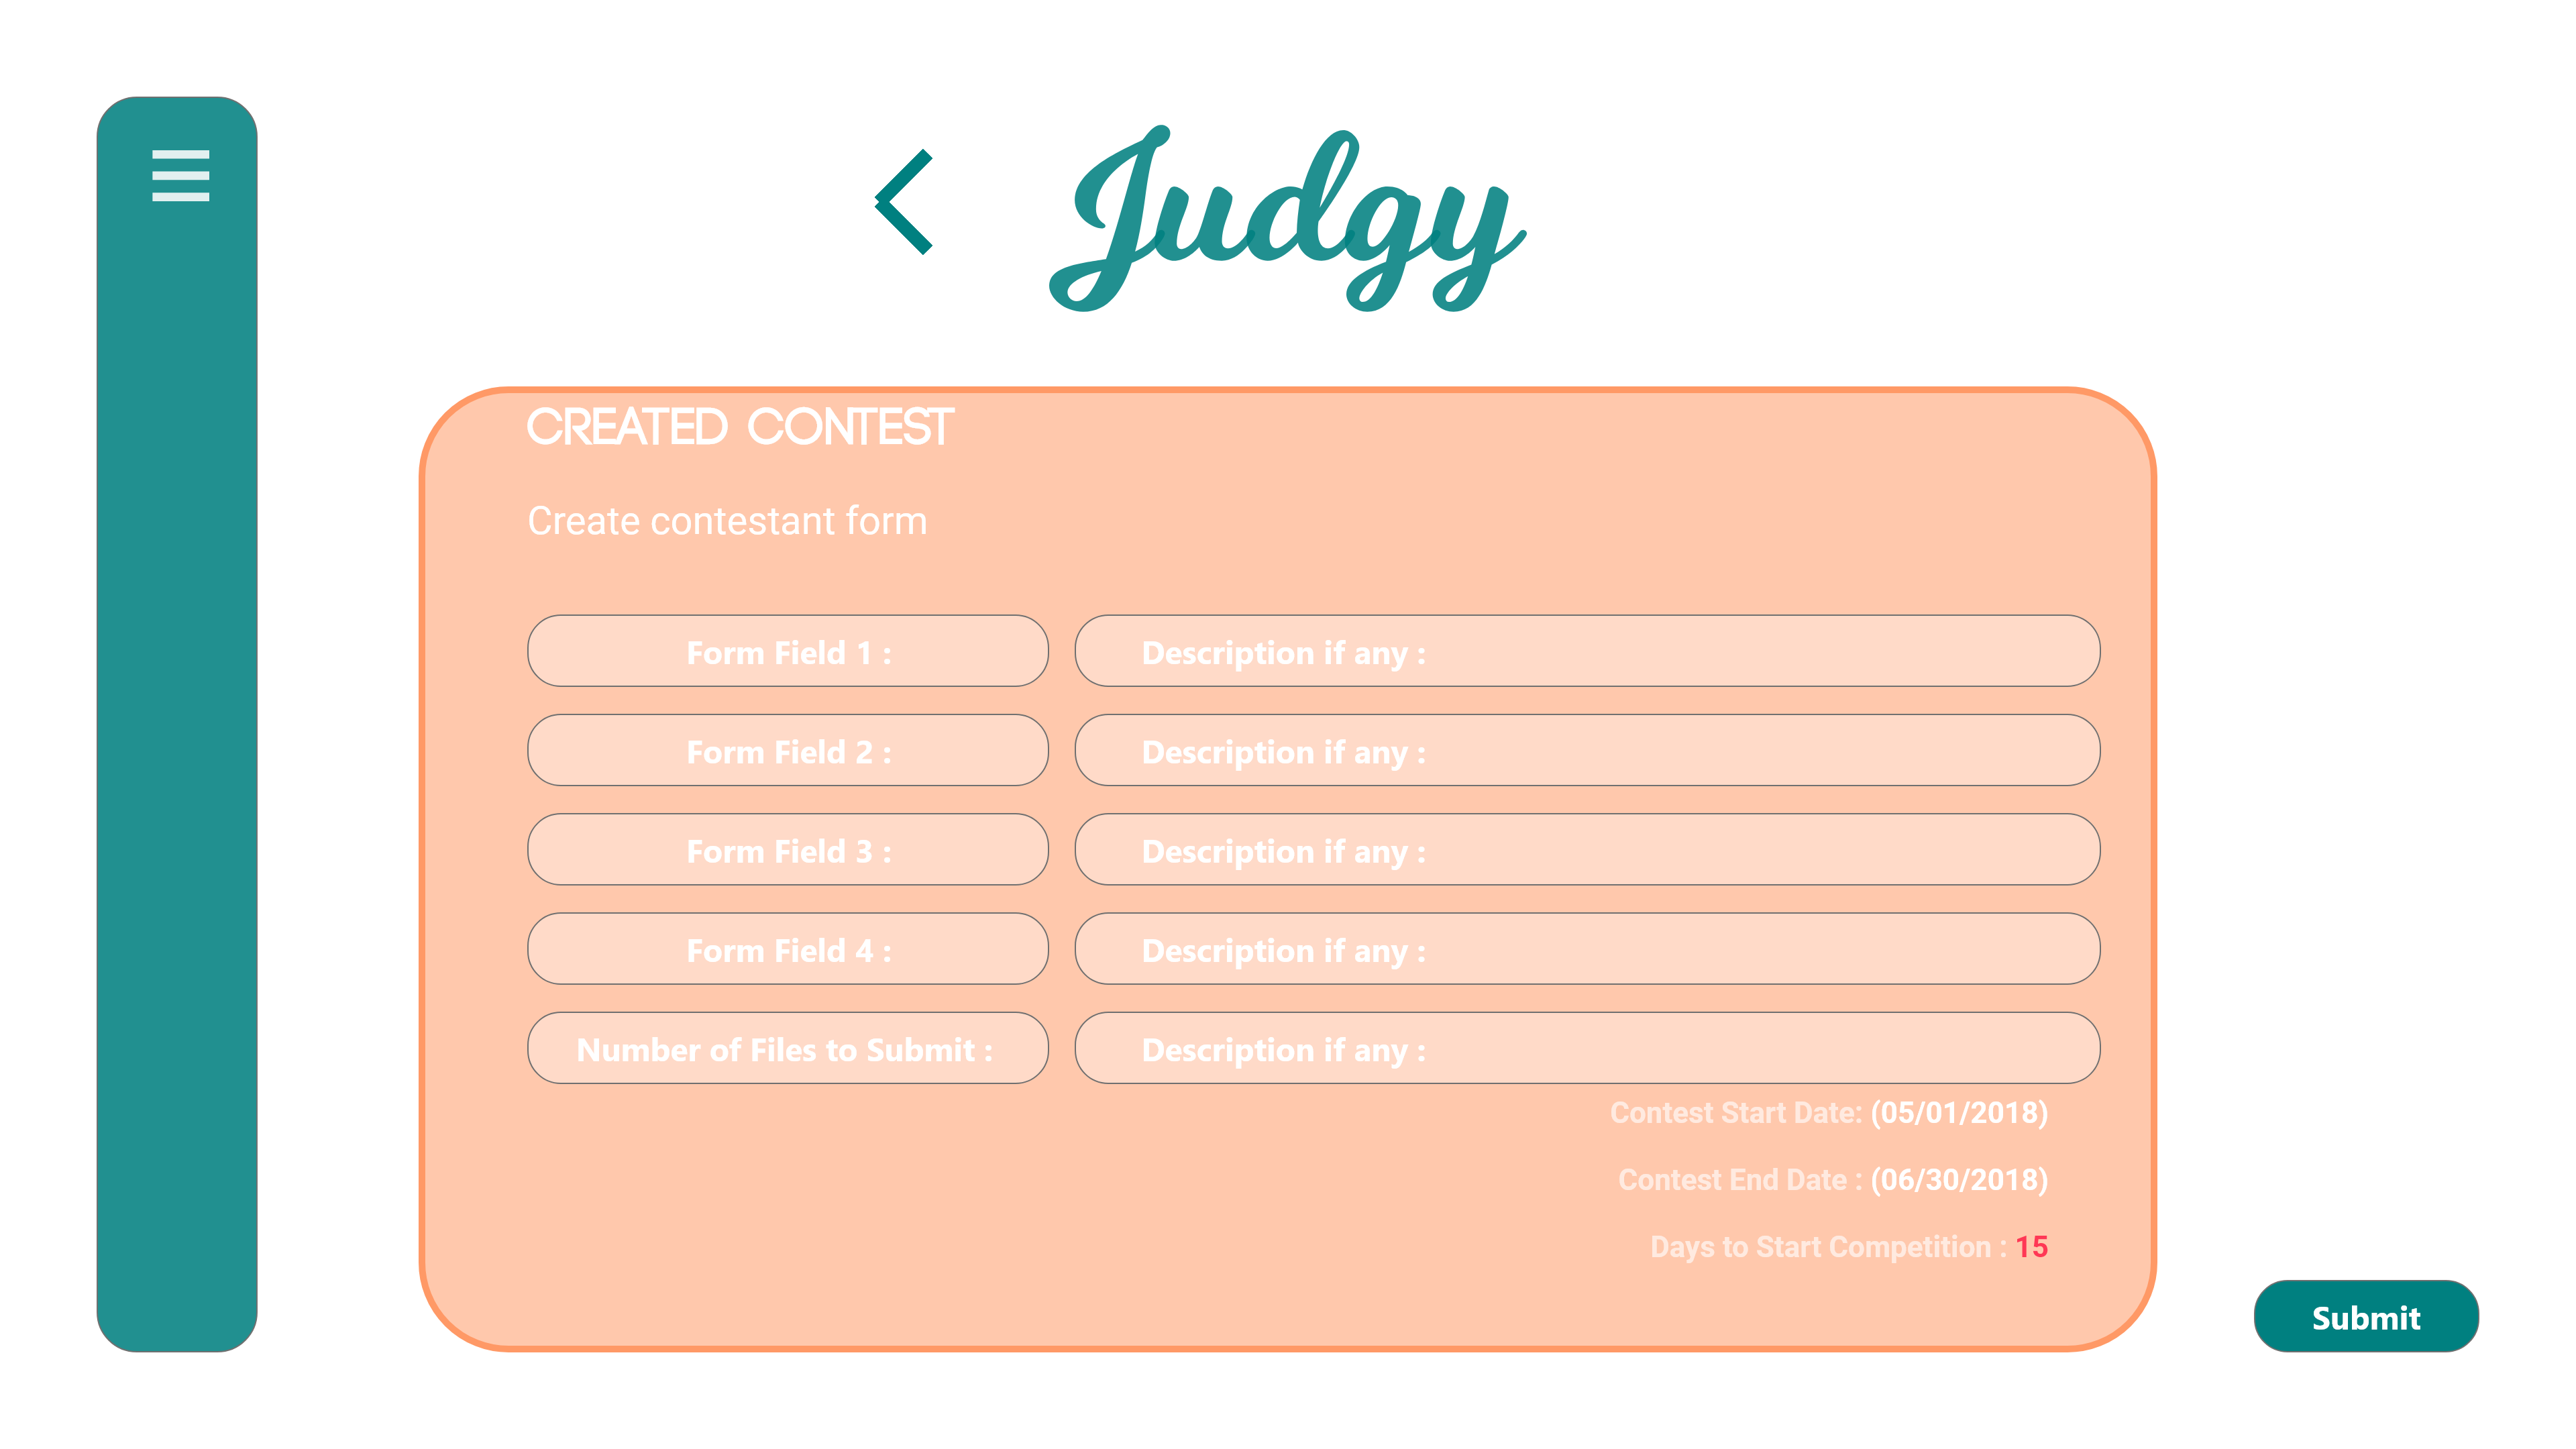 Judgy
CREATED CONTEST
Create contestant form
Form Field 1 :
Description if any :
Form Field 2 :
Description if any :
Form Field 3 :
Description if any :
Form Field 4 :
Description if any :
Number of Files to Submit :
Description if any :
Contest Start Date: (05/01/2018)
Contest End Date : (06/30/2018)
Days to Start Competition : 15
Submit